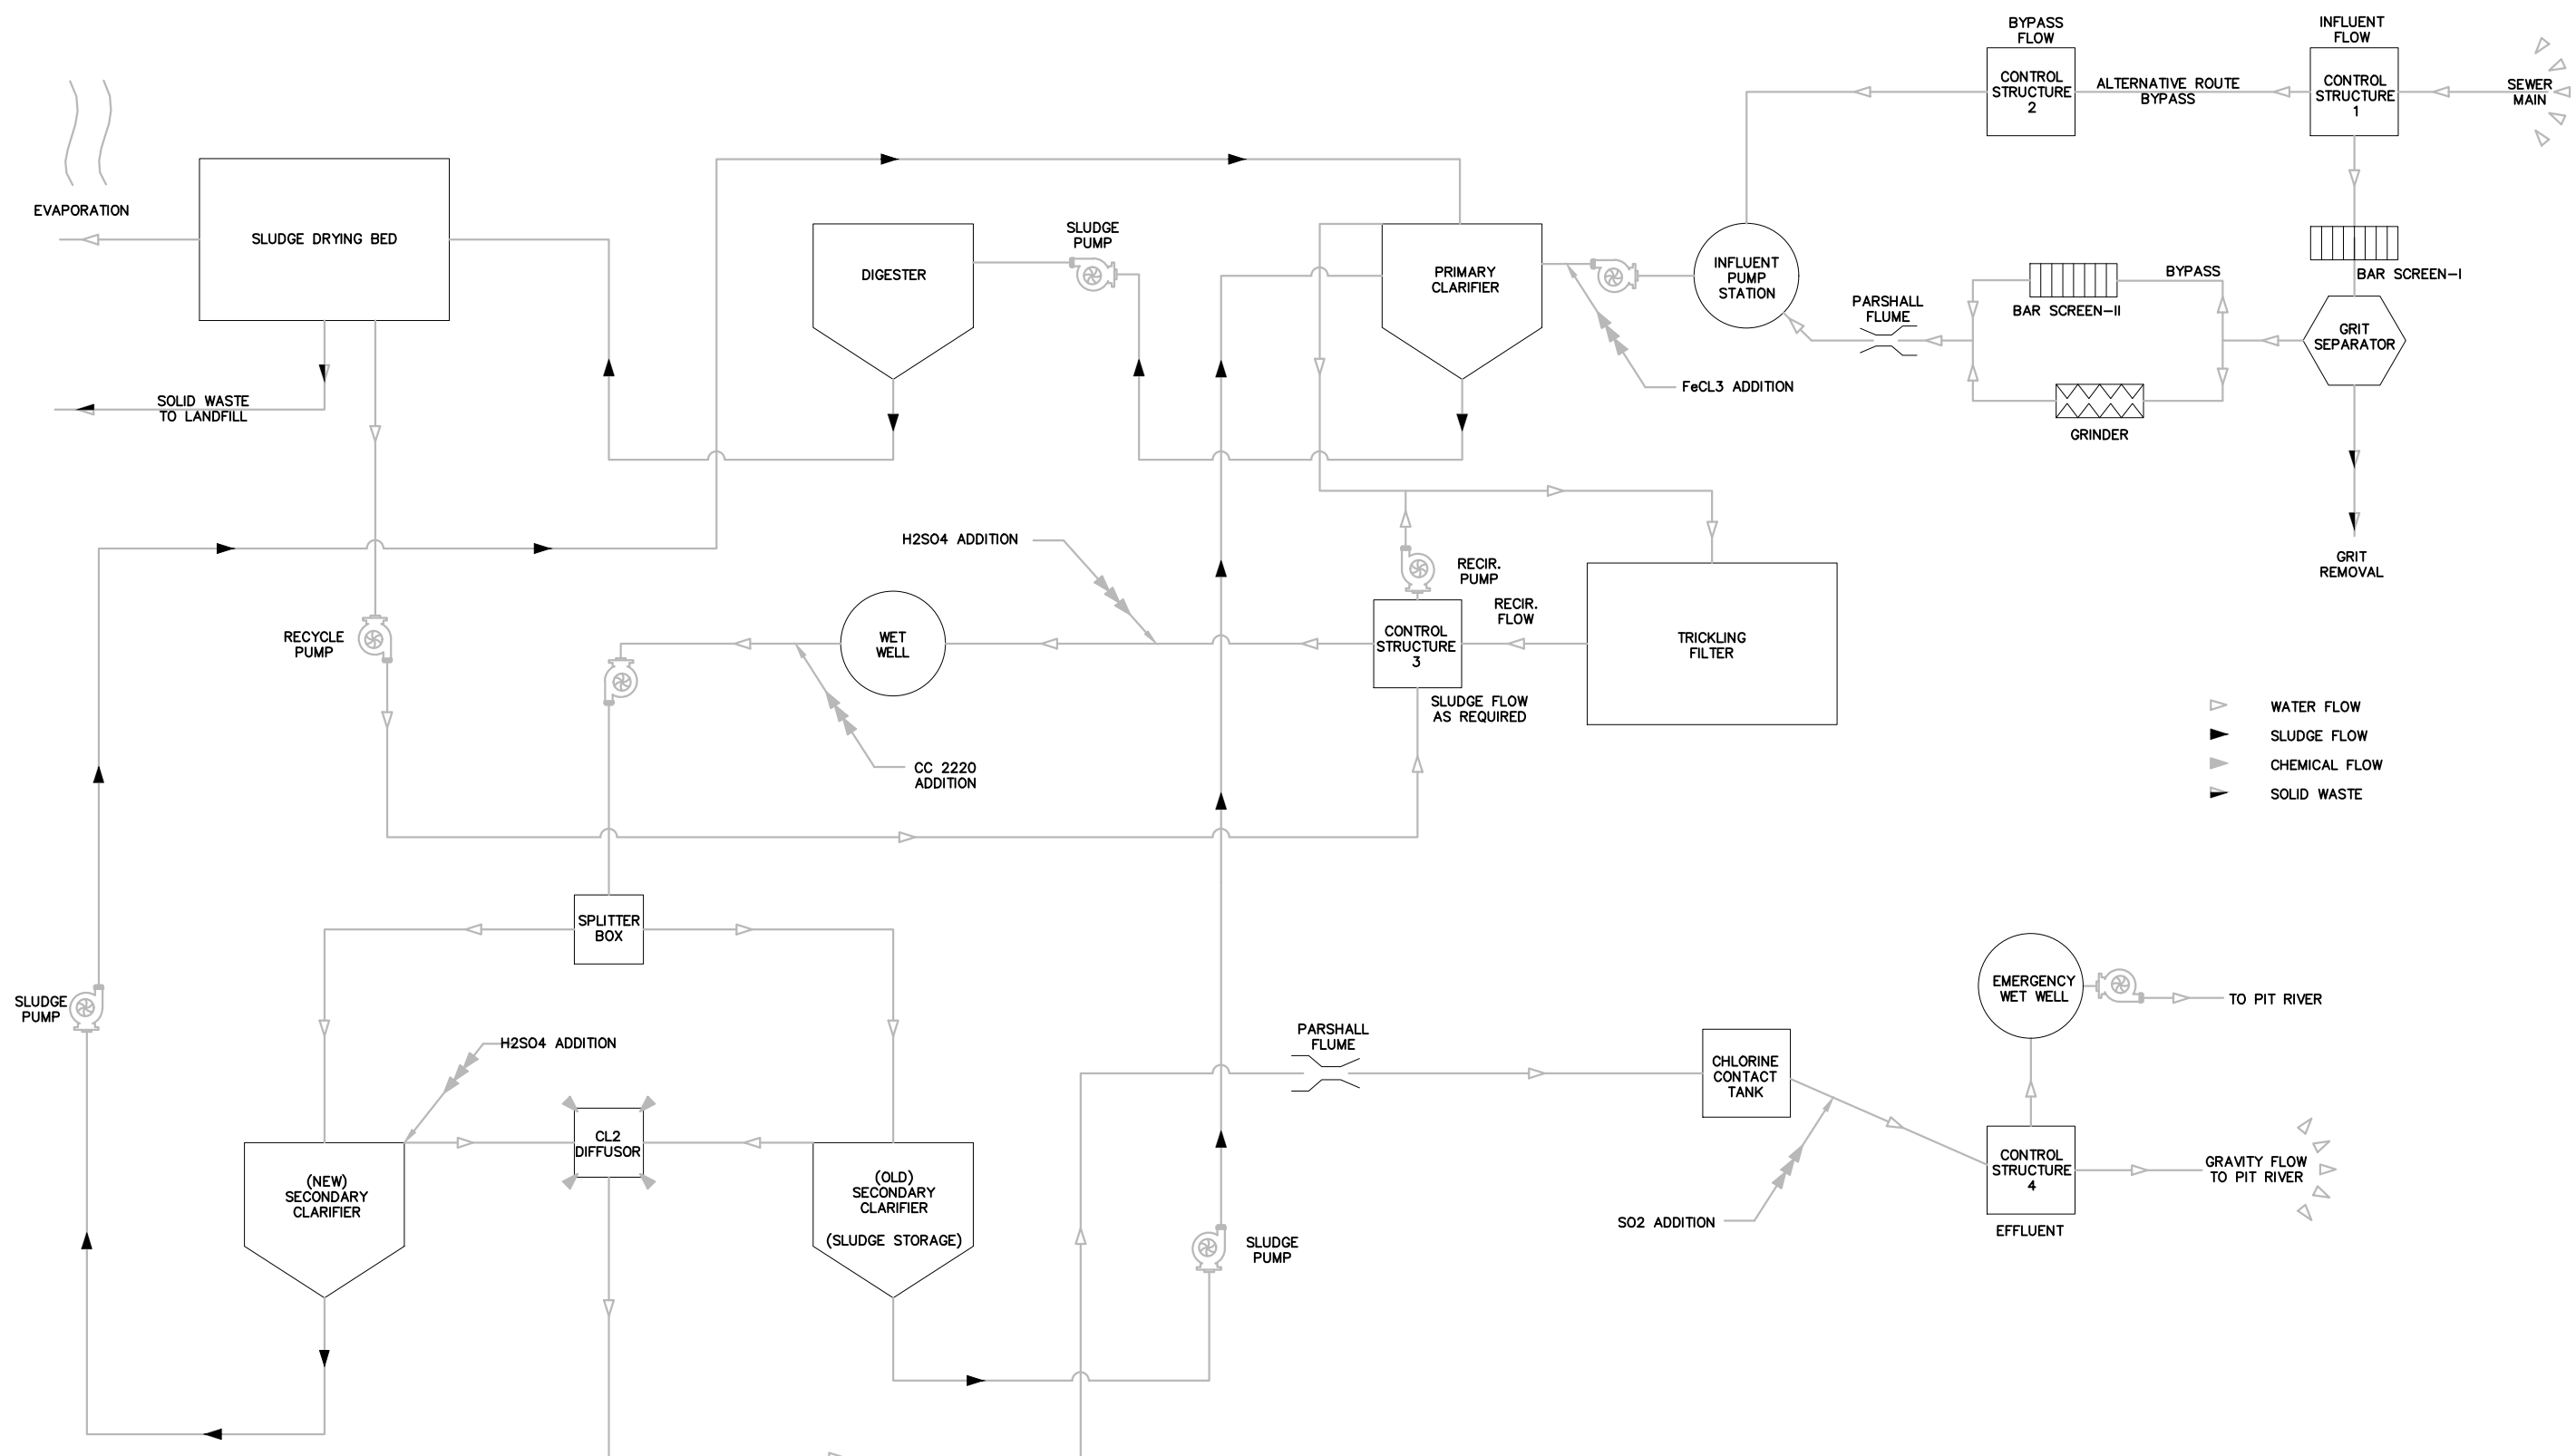 BYPASS
FLOW
INFLUENT
FLOW
CONTROL
STRUCTURE
2
ALTERNATIVE ROUTE
BYPASS
CONTROL
STRUCTURE
1
SEWER
MAIN
EVAPORATION
SLUDGE DRYING BED
DIGESTER
SLUDGE
PUMP
PRIMARY
CLARIFIER
INFLUENT
PUMP
STATION
PARSHALL
FLUME
BAR SCREEN-II
BYPASS
BAR SCREEN-I
GRIT
SEPARATOR
SOLID WASTE
TO LANDFILL
FeCL3 ADDITION
GRINDER
H2SO4 ADDITION
RECIR.
PUMP
GRIT
REMOVAL
RECYCLE
PUMP
WET
WELL
CONTROL
STRUCTURE
3
RECIR.
FLOW
TRICKLING
FILTER
SLUDGE FLOW
AS REQUIRED
CC 2220
ADDITION
WATER FLOW
SLUDGE FLOW
CHEMICAL FLOW
SOLID WASTE
SPLITTER
BOX
SLUDGE
PUMP
H2SO4 ADDITION
PARSHALL
FLUME
CHLORINE
CONTACT
TANK
EMERGENCY
WET WELL
TO PIT RIVER
(NEW)
SECONDARY
CLARIFIER
CL2
DIFFUSOR
(OLD)
SECONDARY
CLARIFIER
(SLUDGE STORAGE)
SLUDGE
PUMP
SO2 ADDITION
CONTROL
STRUCTURE
4
EFFLUENT
GRAVITY FLOW
TO PIT RIVER